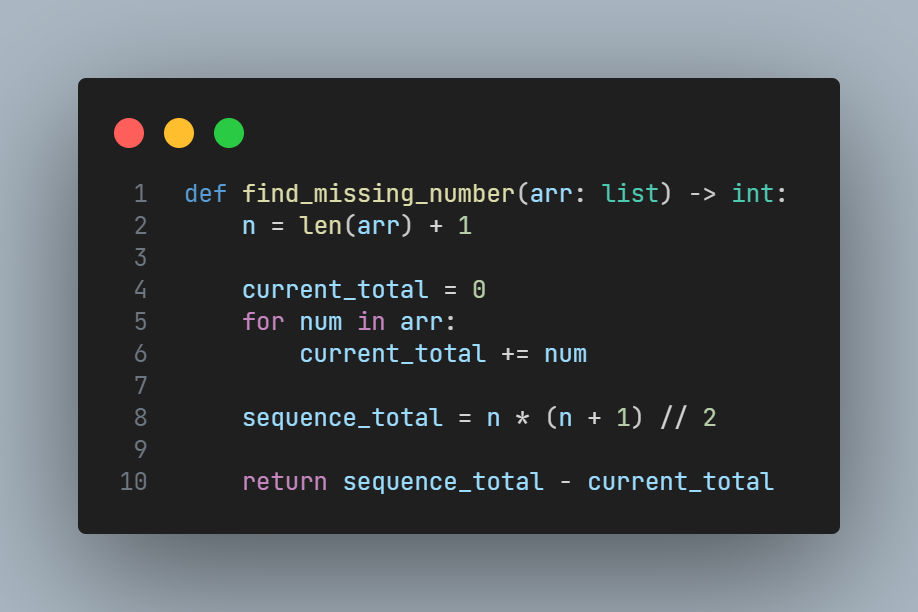 1 def find_missing_number(arr: list) -> int:
2     n = len(arr) + 1
3
4     current_total = 0
5     for num in arr:
6         current_total += num
7
8     sequence_total = n * (n + 1) // 2
9
10     return sequence_total - current_total